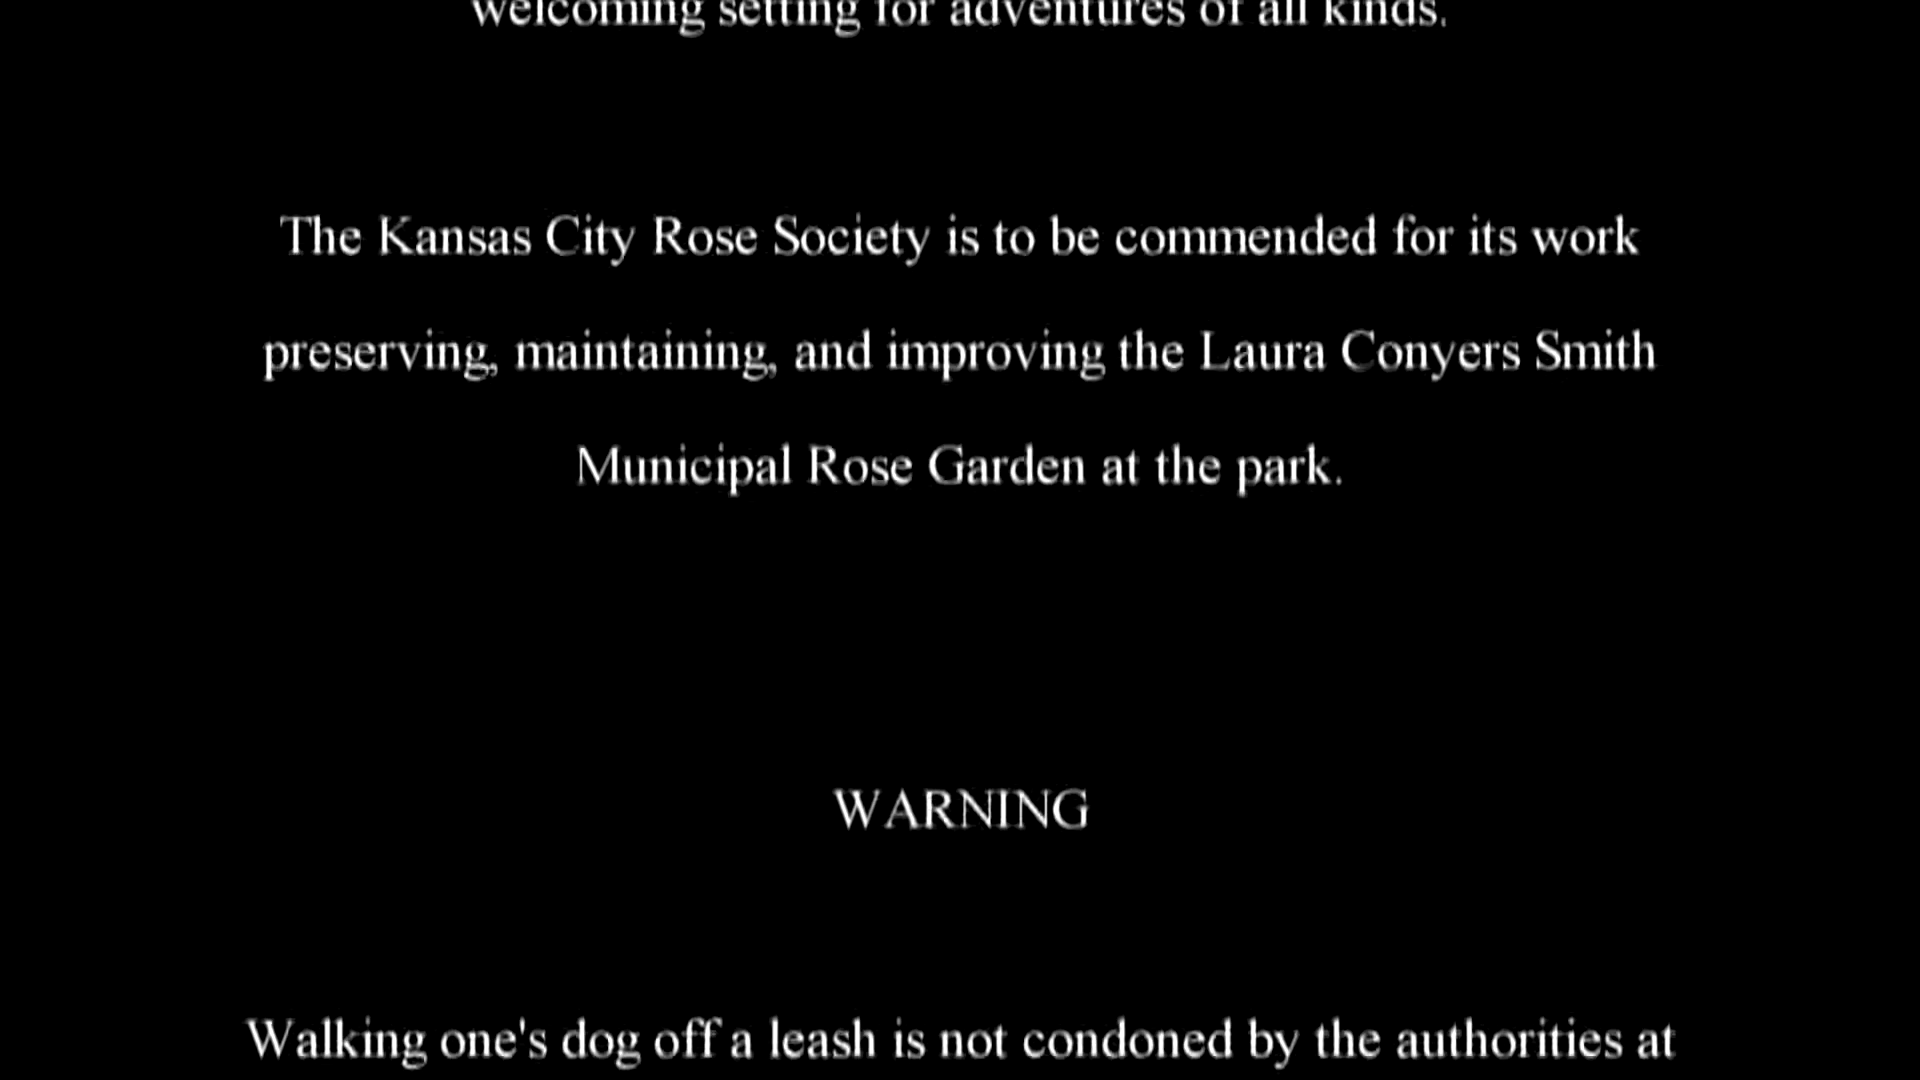 welcoming setting for adventures of all kinds.
The Kansas City Rose Society is to be commended for its work
preserving, maintaining, and improving the Laura Conyers Smith
Municipal Rose Garden at the park.
WARNING
Walking one's dog off a leash is not condoned by the authorities at